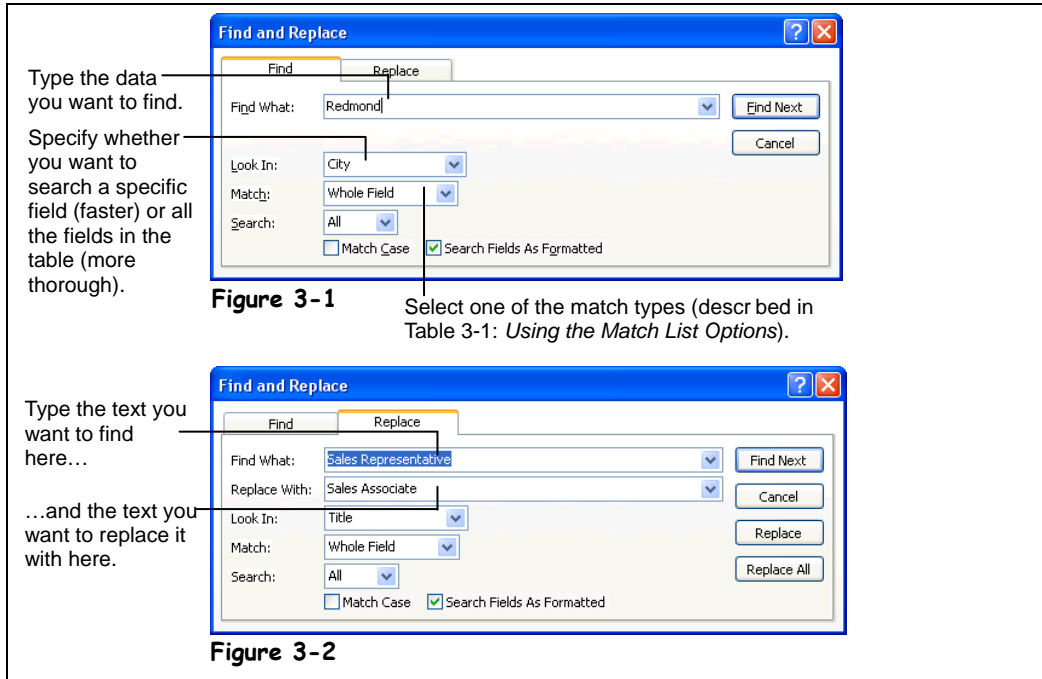 Find and Replace
Find Replace
Type the data
you want to find.
Find What: Redmond Find Next
Cancel
Specify whether
you want to
search a specific
field (faster) or all
the fields in the
table (more
thorough).
Look In: City
Match: Whole Field
Search: All
Match Case Search Fields As Formatted
Figure 3-1
Select one of the match types (descr bed in
Table 3-1: Using the Match List Options).
Find and Replace
Find Replace
Type the text you
want to find
here…
Find What: Sales Representative Find Next
Replace With: Sales Associate Cancel
…and the text you
want to replace it
with here.
Look In: Title
Replace
Match: Whole Field
Search: All Replace All
Match Case Search Fields As Formatted
Figure 3-2